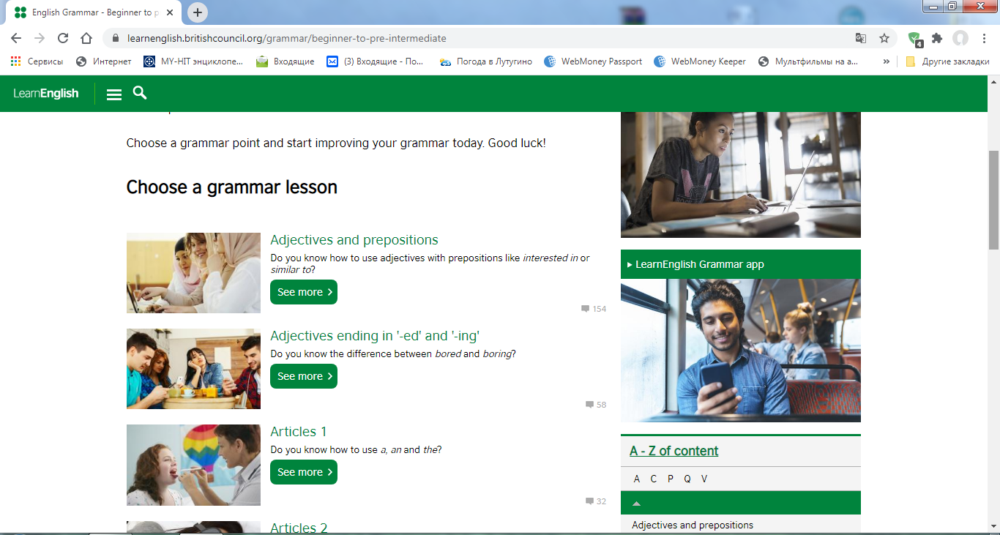 English Grammar - Beginner to p
learnenglish.britishcouncil.org/grammar/beginner-to-pre-intermediate
4
Сервисы Интернет MY-HIT энциклопе... Входящие (3) Входящие - По... Погода в Лутугино WebMoney Passport WebMoney Keeper Мультфильмы на а... » Другие закладки
LearnEnglish
Choose a grammar point and start improving your grammar today. Good luck!
Choose a grammar lesson
Adjectives and prepositions
Do you know how to use adjectives with prepositions like interested in or
similar to?
See more
154
Adjectives ending in '-ed' and '-ing'
Do you know the difference between bored and boring?
See more
58
Articles 1
Do you know how to use a, an and the?
See more
32
Articles 2
LearnEnglish Grammar app
A - Z of content
A C P Q V
Adjectives and prepositions